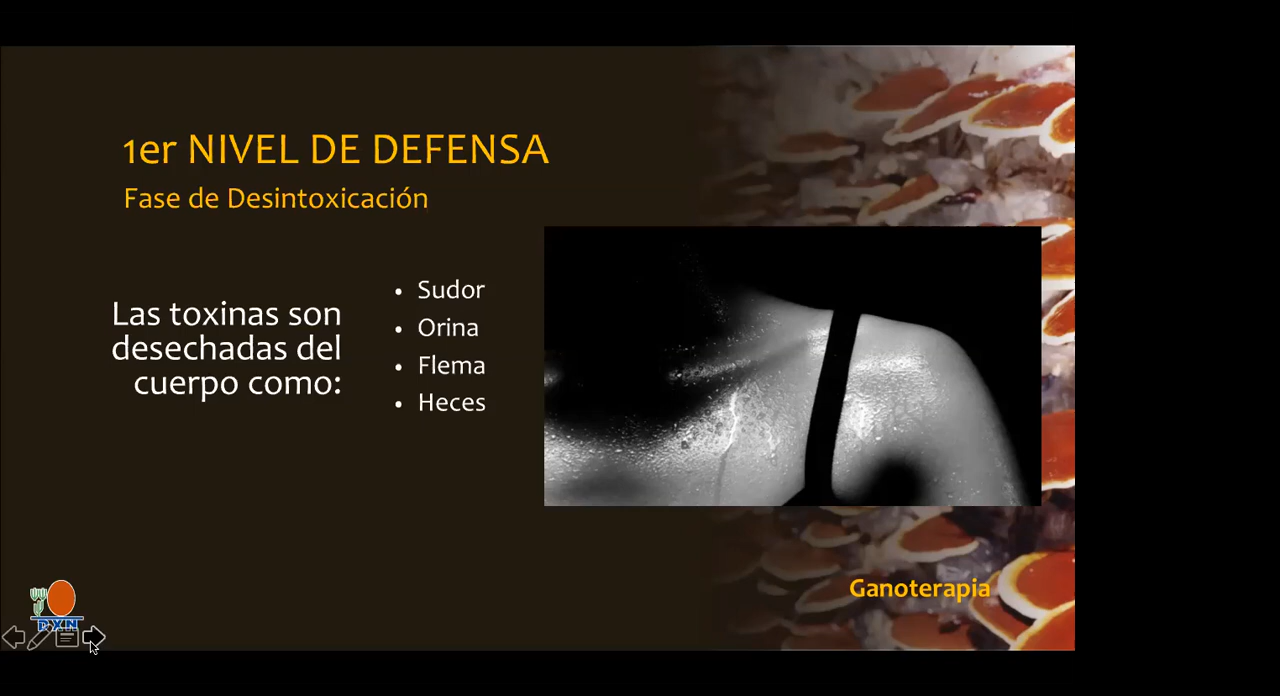 1er NIVEL DE DEFENSA
Fase de Desintoxicación
Las toxinas son
desechadas del
cuerpo como:
• Sudor
• Orina
• Flema
• Heces
Ganoterapia
DXN